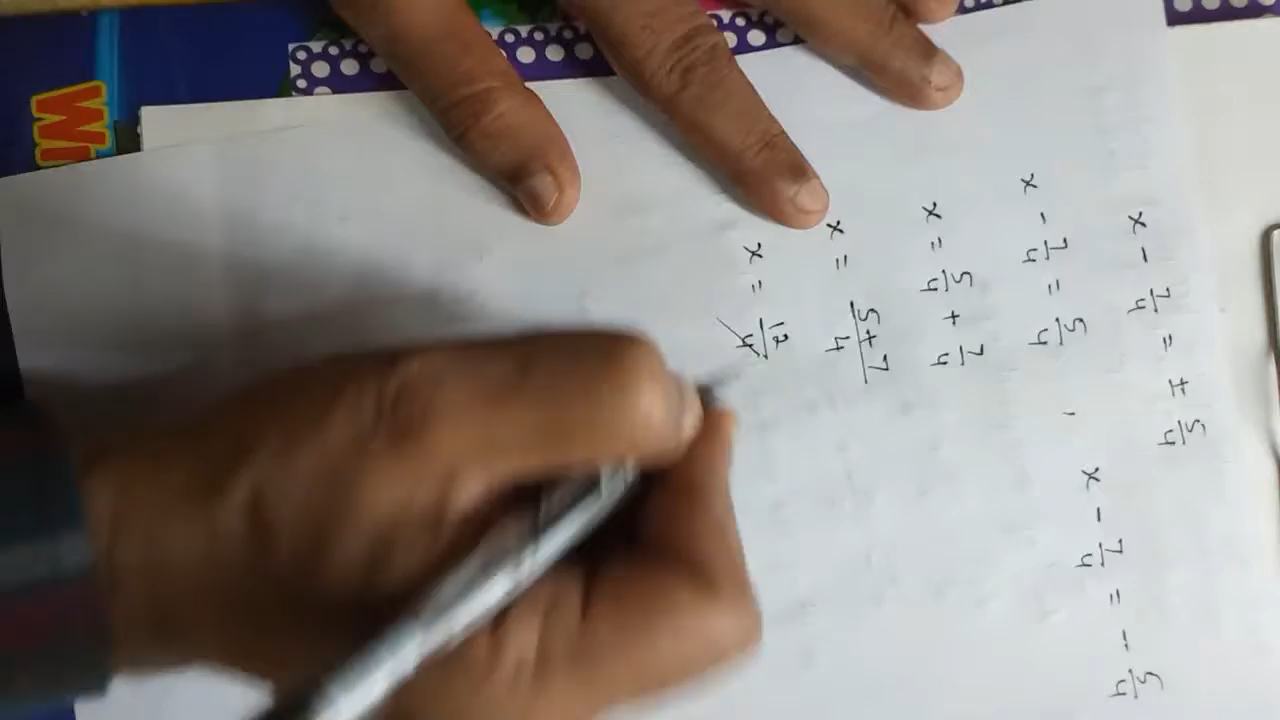 x - 7/4 = ± 5/4
x - 7/4 = 5/4 , x - 7/4 = - 5/4
x = 5/4 + 7/4
x = 5+7/4
x = 12/4